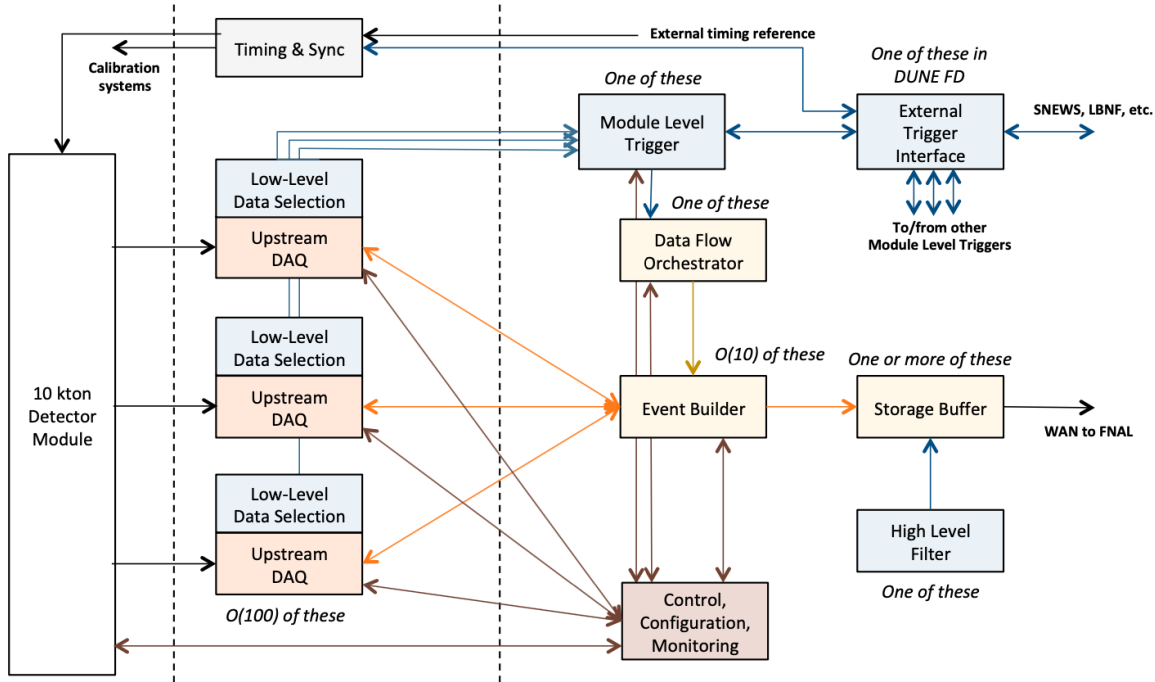 Timing & Sync
External timing reference
Calibration
systems
One of these
One of these in
DUNE FD
Module Level
Trigger
External
Trigger
Interface
SNEWS, LBNF, etc.
Low-Level
Data Selection
Upstream
DAQ
One of these
Data Flow
Orchestrator
To/from other
Module Level Triggers
Low-Level
Data Selection
Upstream
DAQ
O(10) of these
One or more of these
10 kton
Detector
Module
Event Builder
Storage Buffer
WAN to FNAL
Low-Level
Data Selection
Upstream
DAQ
O(100) of these
High Level
Filter
One of these
Control,
Configuration,
Monitoring